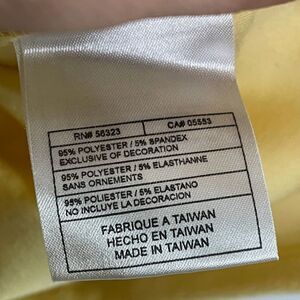 RN# 56323 CA# 05553
95% POLYESTER / 5% SPANDEX
EXCLUSIVE OF DECORATION
95% POLYESTER / 5% ELASTHANNE
SANS ORNEMENTS
95% POLIESTER / 5% ELASTANO
NO INCLUYE LA DECORACION
FABRIQUE A TAIWAN
HECHO EN TAIWAN
MADE IN TAIWAN